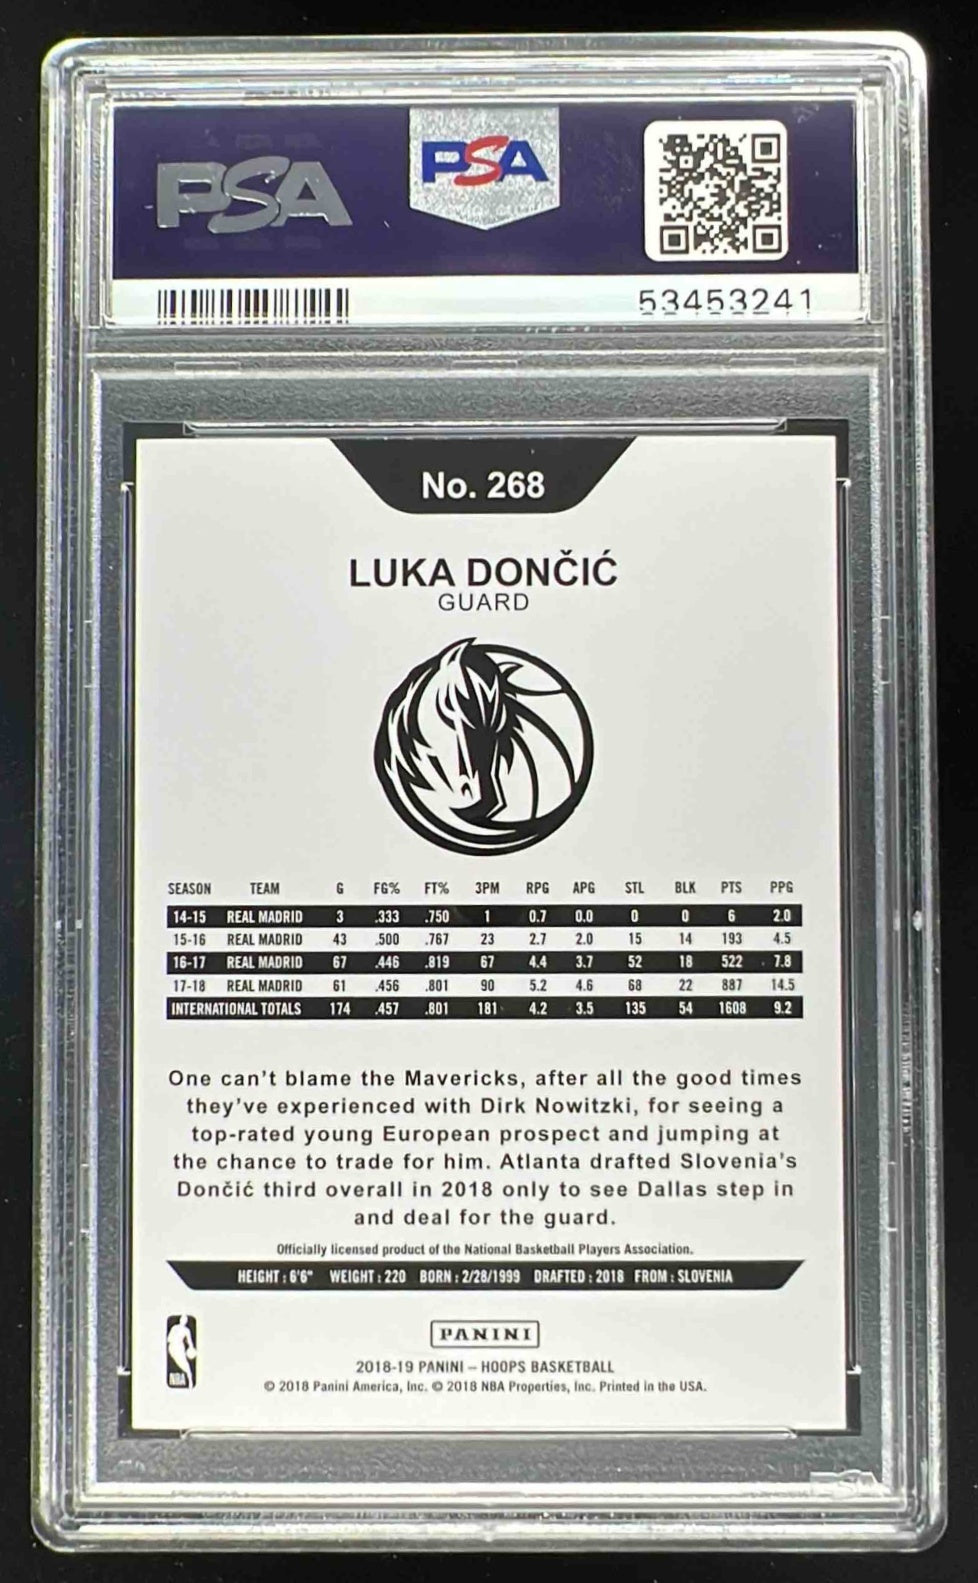 PSA
PSA
53453241
No. 268
LUKA DONČIĆ
GUARD
SEASON TEAM G FG% FT% 3PM RPG APG STL BLK PTS PPG
14-15 REAL MADRID 3 .333 .750 1 0.7 0.0 0 0 6 2.0
15-16 REAL MADRID 43 .500 .767 23 2.7 2.0 15 14 193 4.5
16-17 REAL MADRID 67 .446 .819 67 4.4 3.7 52 18 522 7.8
17-18 REAL MADRID 61 .456 .801 90 5.2 4.6 68 22 887 14.5
INTERNATIONAL TOTALS 174 .457 .801 181 4.2 3.5 135 54 1608 9.2
One can't blame the Mavericks, after all the good times
they've experienced with Dirk Nowitzki, for seeing a
top-rated young European prospect and jumping at
the chance to trade for him. Atlanta drafted Slovenia's
Dončić third overall in 2018 only to see Dallas step in
and deal for the guard.
Officially licensed product of the National Basketball Players Association.
HEIGHT : 6'6" WEIGHT : 220 BORN : 2/28/1999 DRAFTED : 2018 FROM : SLOVENIA
NBA
PANINI
2018-19 PANINI – HOOPS BASKETBALL
© 2018 Panini America, Inc. © 2018 NBA Properties, Inc. Printed in the USA.
PSA